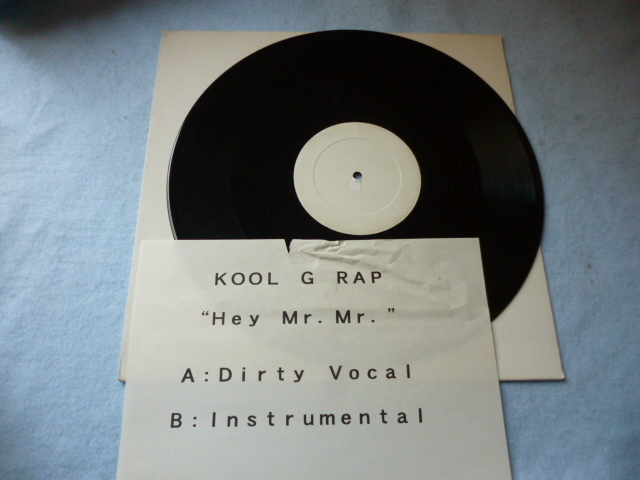 KOOL G RAP
“Hey Mr. Mr.”
A:Dirty Vocal
B:Instrumental